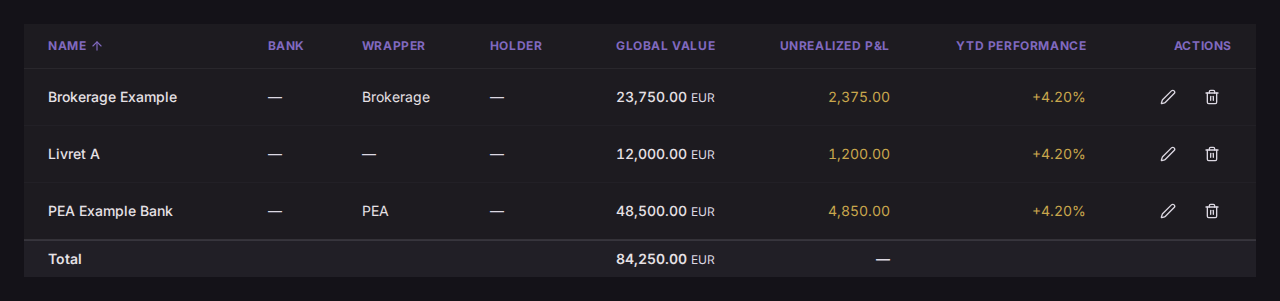 NAME ↑ BANK WRAPPER HOLDER GLOBAL VALUE UNREALIZED P&L YTD PERFORMANCE ACTIONS
Brokerage Example — Brokerage — 23,750.00 EUR 2,375.00 +4.20%
Livret A — — — 12,000.00 EUR 1,200.00 +4.20%
PEA Example Bank — PEA — 48,500.00 EUR 4,850.00 +4.20%
Total 84,250.00 EUR —